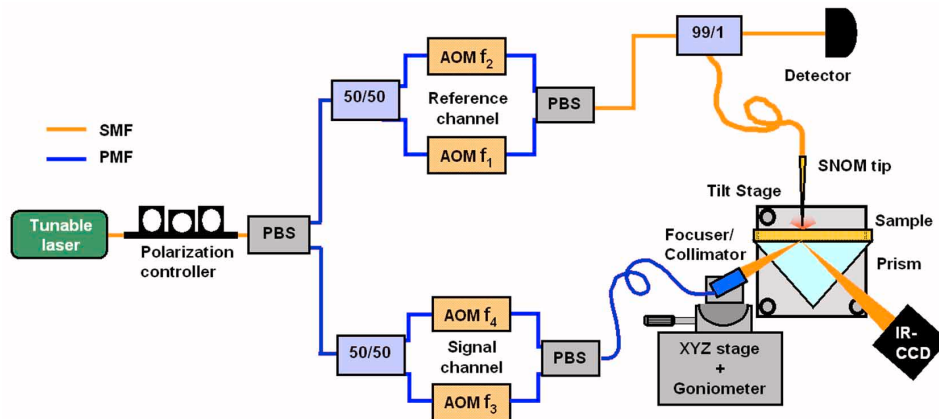 SMF
PMF
Tunable
laser
Polarization
controller
PBS
50/50
AOM f2
Reference
channel
AOM f1
PBS
99/1
Detector
SNOM tip
Tilt Stage
Sample
Prism
Focuser/
Collimator
50/50
AOM f4
Signal
channel
AOM f3
PBS
XYZ stage
+
Goniometer
IR-
CCD